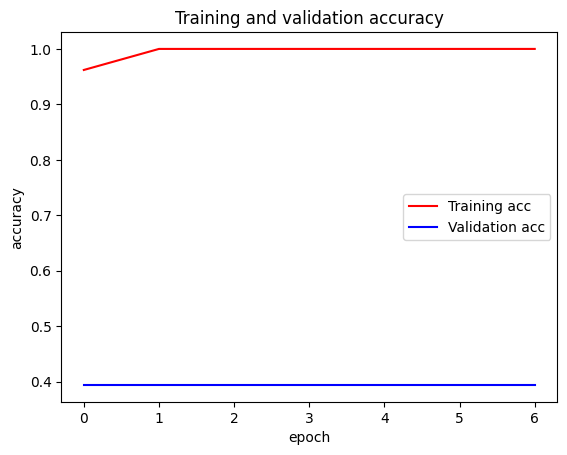 Training and validation accuracy
1.0
0.9
0.8
0.7
0.6
0.5
0.4
accuracy
Training acc
Validation acc
0 1 2 3 4 5 6
epoch